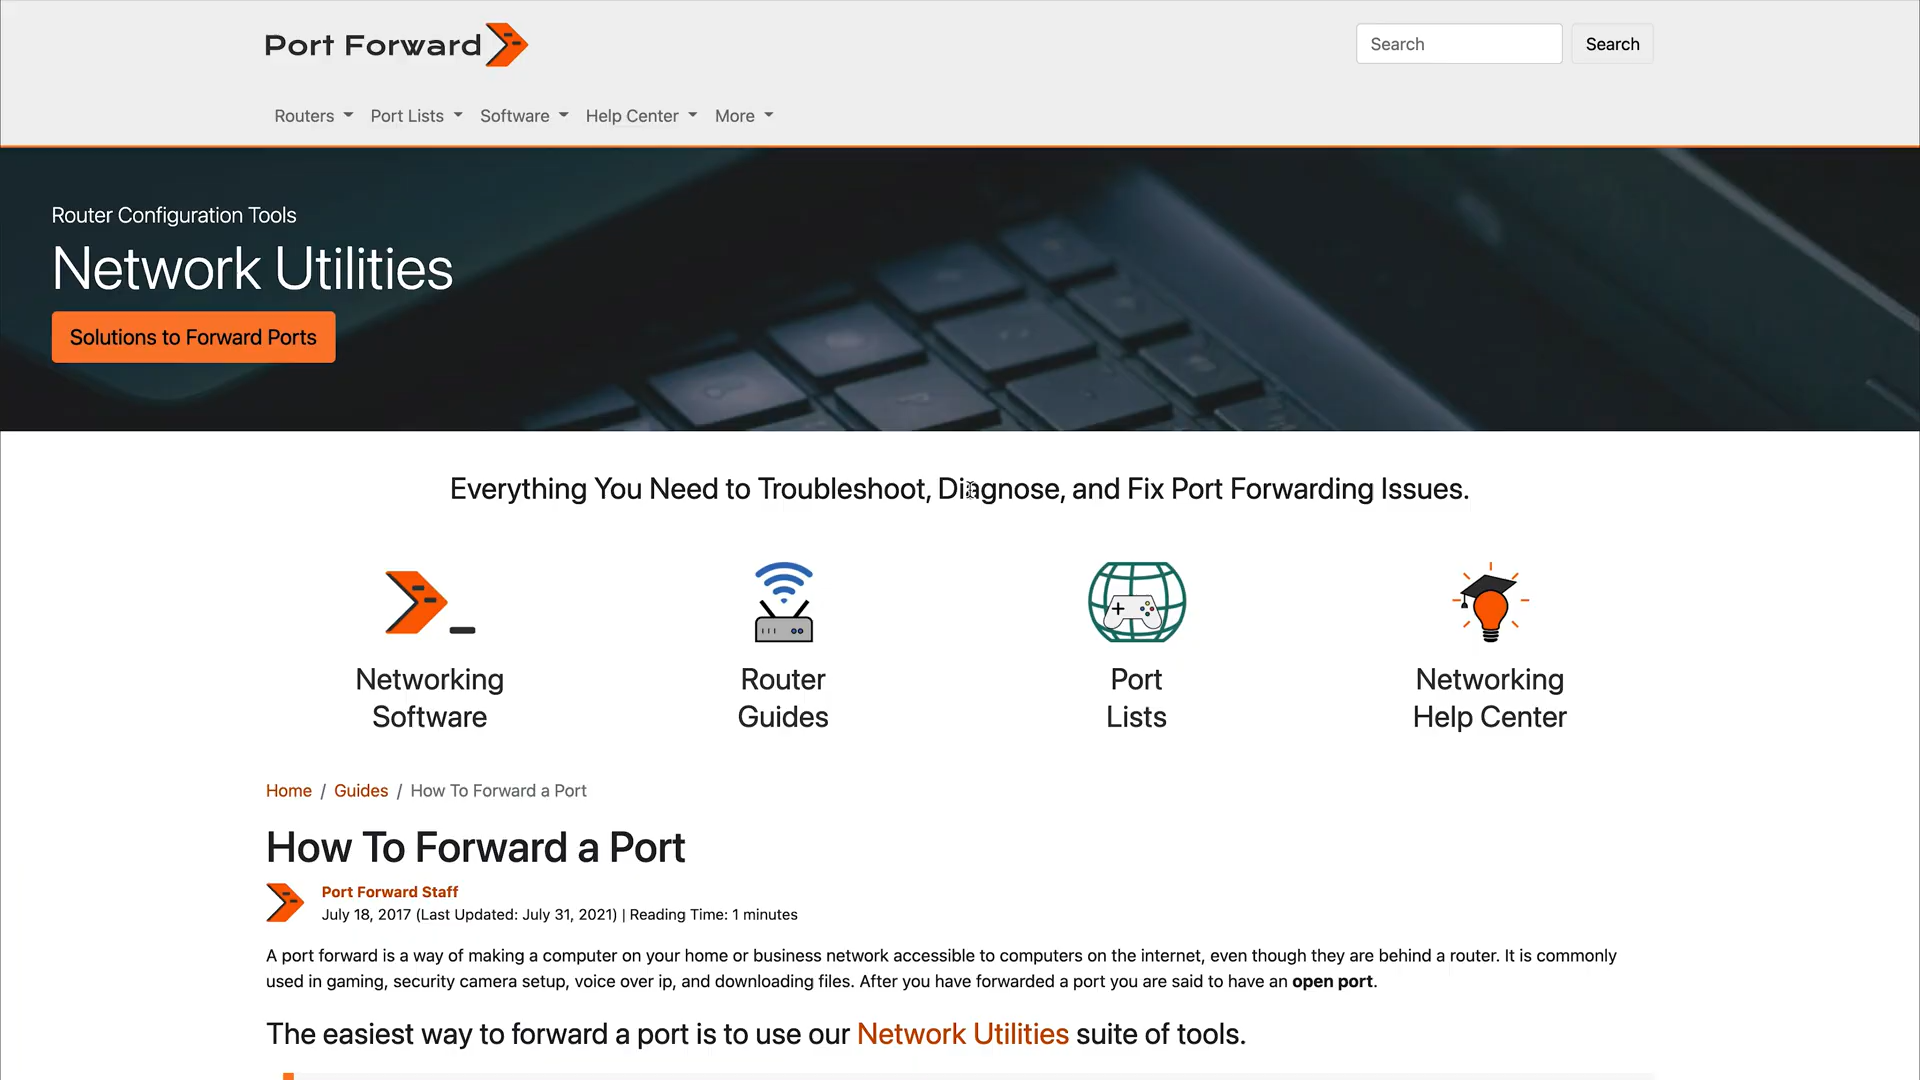 Port Forward
Search
Search
Routers
Port Lists
Software
Help Center
More
Router Configuration Tools
Network Utilities
Solutions to Forward Ports
Everything You Need to Troubleshoot, Diagnose, and Fix Port Forwarding Issues.
Networking
Software
Router
Guides
Port
Lists
Networking
Help Center
Home / Guides / How To Forward a Port
How To Forward a Port
Port Forward Staff
July 18, 2017 (Last Updated: July 31, 2021) | Reading Time: 1 minutes
A port forward is a way of making a computer on your home or business network accessible to computers on the internet, even though they are behind a router. It is commonly
used in gaming, security camera setup, voice over ip, and downloading files. After you have forwarded a port you are said to have an open port.
The easiest way to forward a port is to use our Network Utilities suite of tools.